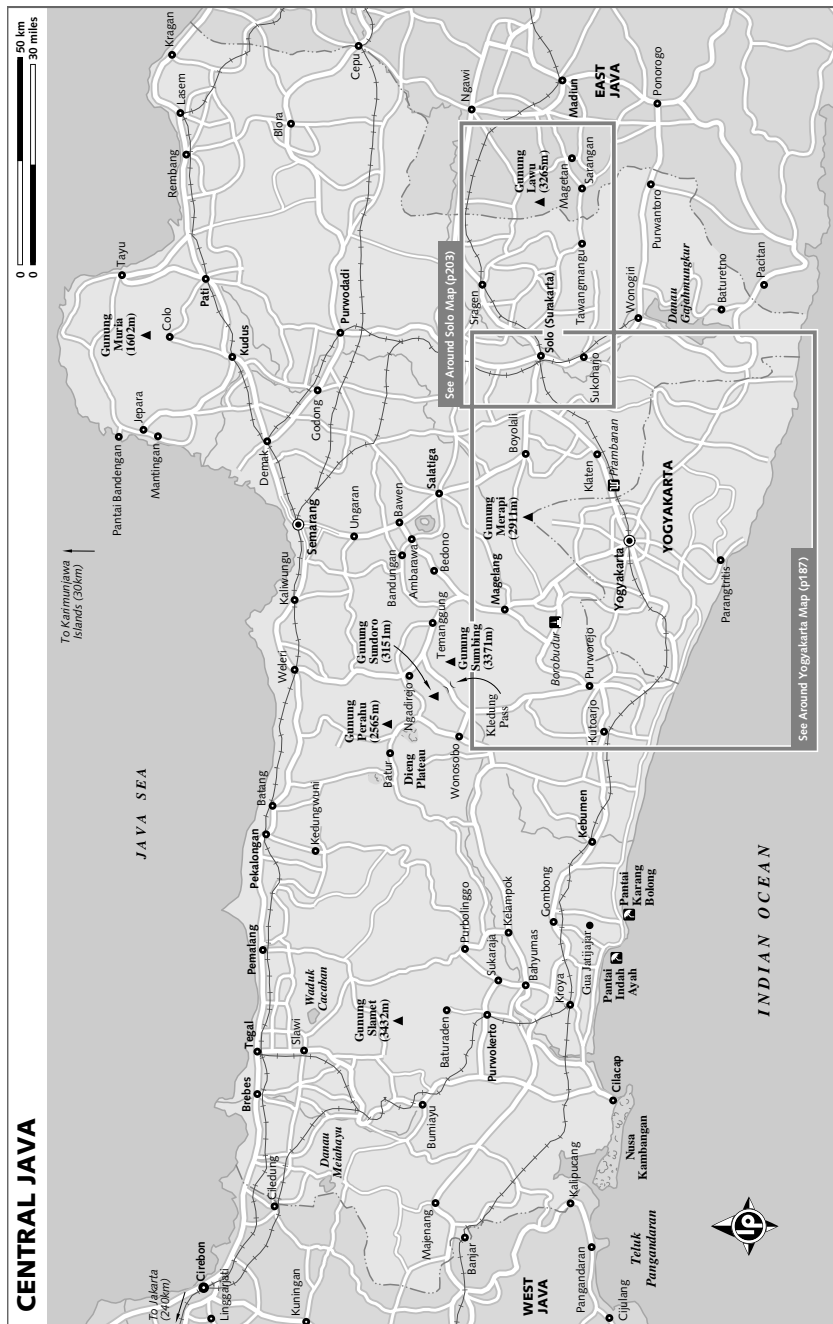 CENTRAL JAVA
0 50 km
0 30 miles
To Jakarta
(240km)
Cirebon
Linggarjati
Kuningan
Ciledung
Danau
Meiahayu
Majenang
Banjar
WEST
JAVA
Kalipucang
Pangandaran
Cijulang
Teluk
Pangandaran
Nusa
Kambangan
Cilacap
Brebes
Tegal
Slawi
Waduk
Cacaban
Gunung
Slamet
(3432m)
Bumiayu
Baturaden
Purwokerto
Sukaraja
Purbolinggo
Kelampok
Bahyumas
Kroya
Gombong
Gua Jatijajar
Pantai
Indah
Ayah
Pantai
Karang
Bolong
Kebumen
Pemalang
Pekalongan
Batang
Kedungwuni
JAVA SEA
Weleri
Kaliwungu
Gunung
Perahu
(2565m)
Batur
Dieng
Plateau
Wonosobo
Ngadirejo
Gunung
Sundoro
(3151m)
Temanggung
Gunung
Sumbing
(3371m)
Kledung
Pass
Kutoarjo
Purworejo
Borobudur
Magelang
Bandungan
Ambarawa
Bedono
Bawen
Ungaran
Semarang
Salatiga
To Karimunjawa
Islands (30km)
Pantai Bandengan
Jepara
Mantingan
Demak
Godong
Kudus
Colo
Gunung
Muria
(1602m)
Tayu
Pati
Purwodadi
Rembang
Lasem
Kragan
Blora
Cepu
Gunung
Merapi
(2911m)
Boyolali
Klaten
Prambanan
Yogyakarta
YOGYAKARTA
Parangtritis
See Around Yogyakarta Map (p187)
See Around Solo Map (p203)
Solo (Surakarta)
Sukoharjo
Sragen
Tawangmangu
Wonogiri
Danau
Gajahmungkur
Baturetno
Pacitan
Purwantoro
Gunung
Lawu
(3265m)
Magetan
Sarangan
Ngawi
Madiun
EAST
JAVA
Ponorogo
INDIAN OCEAN
lp